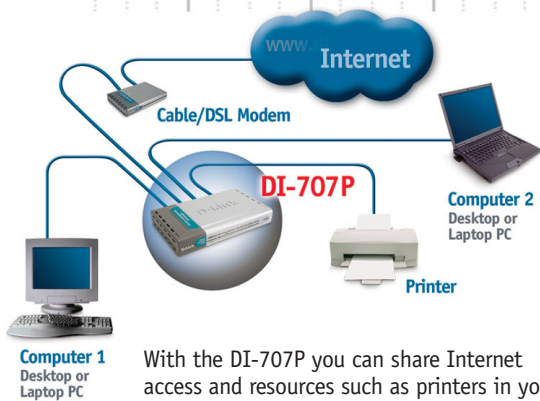 www.
Internet
Cable/DSL Modem
DI-707P
D-Link
Computer 2
Desktop or
Laptop PC
Printer
Computer 1
Desktop or
Laptop PC
With the DI-707P you can share Internet
access and resources such as printers in yo